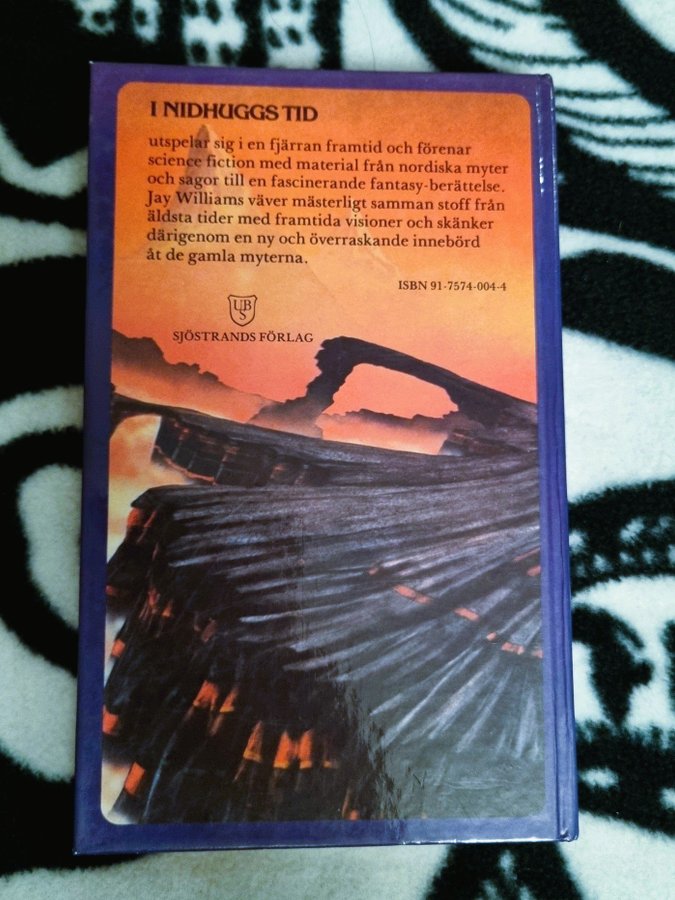 I NIDHUGGS TID
utspelar sig i en fjärran framtid och förenar
science fiction med material från nordiska myter
och sagor till en fascinerande fantasy-berättelse.
Jay Williams väver mästerligt samman stoff från
äldsta tider med framtida visioner och skänker
därigenom en ny och överraskande innebörd
åt de gamla myterna.
ISBN 91-7574-004-4
UBS
SJÖSTRANDS FÖRLAG